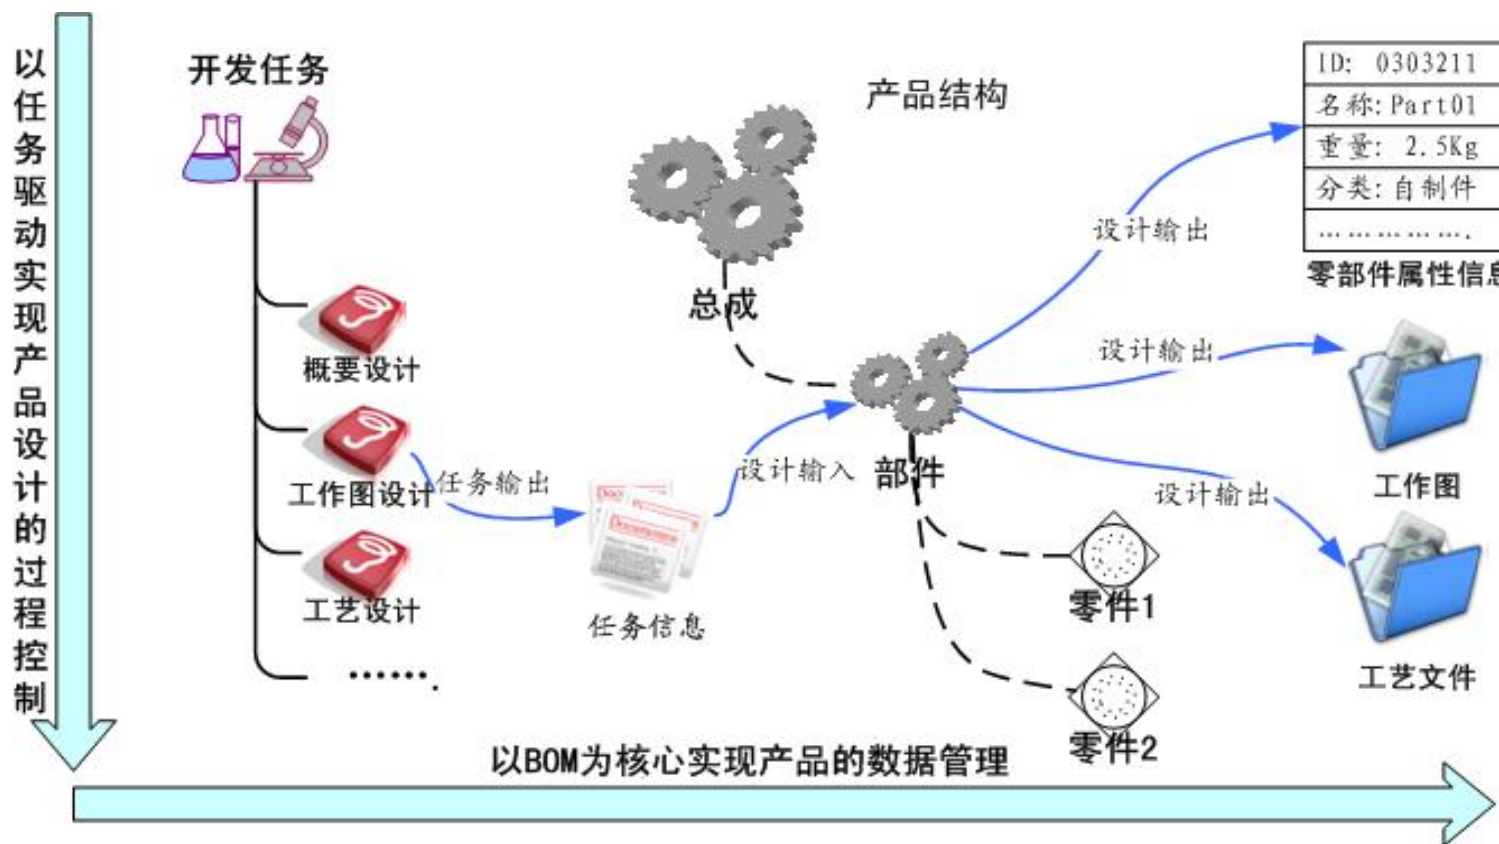 以任务驱动实现产品设计的过程控制
开发任务
概要设计
工作图设计
工艺设计
.......
任务输出
任务信息
设计输入
产品结构
总成
部件
零件1
零件2
设计输出
设计输出
设计输出
ID: 0303211
名称:Part01
重量: 2.5Kg
分类:自制件
…………….
零部件属性信息
工作图
工艺文件
以BOM为核心实现产品的数据管理